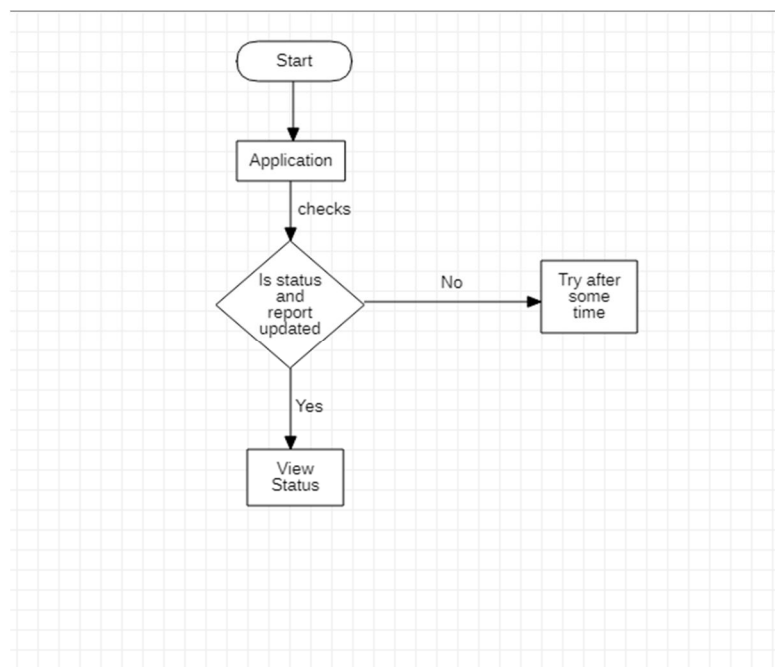 Start
Application
checks
Is status
and
report
updated
No
Try after
some
time
Yes
View
Status